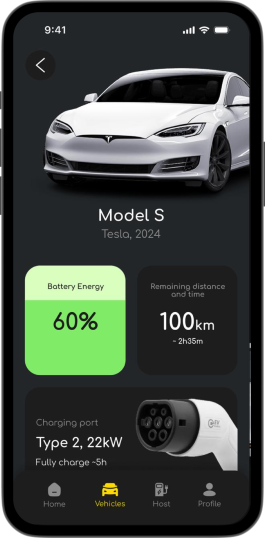 9:41
Model S
Tesla, 2024
Battery Energy
60%
Remaining distance
and time
100km
~ 2h35m
Charging port
Type 2, 22kW
Fully charge ~5h
Home
Vehicles
Host
Profile